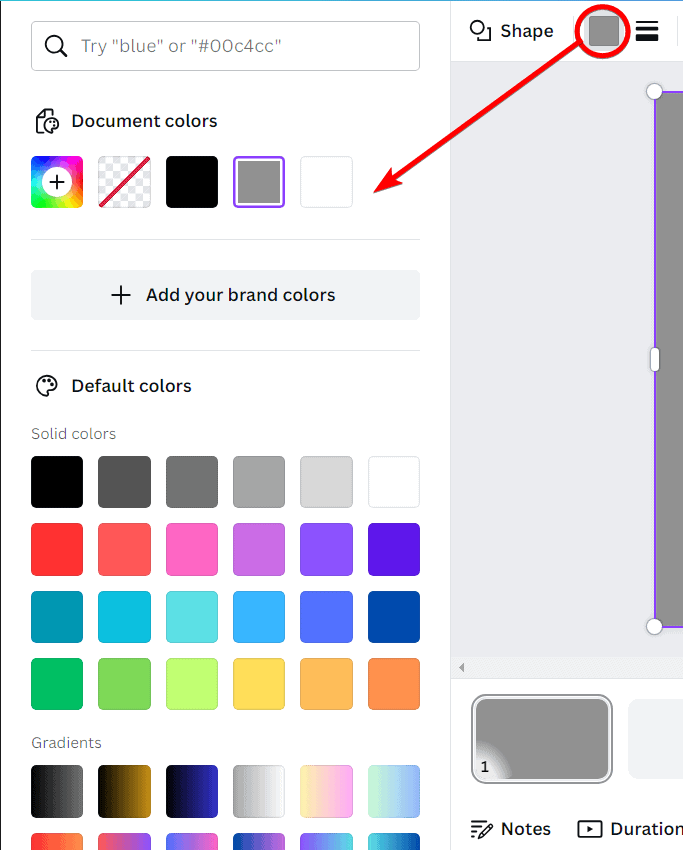 Try "blue" or "#00c4cc"
Shape
Document colors
Add your brand colors
Default colors
Solid colors
Gradients
1
Notes
Duration